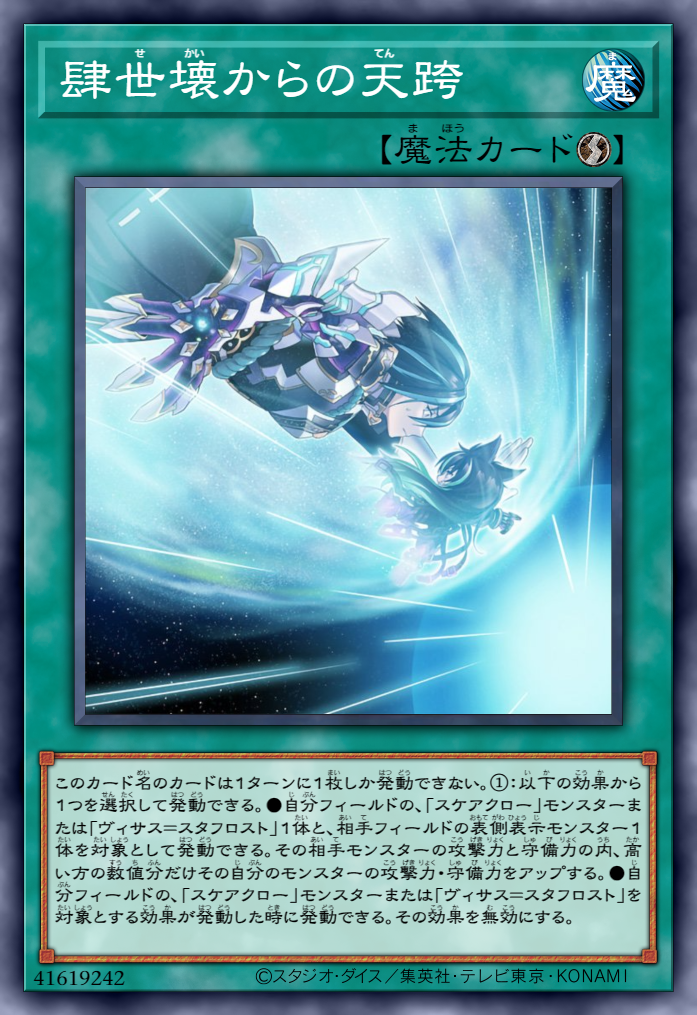 肆世壊からの天跨
魔
【魔法カード】
このカード名のカードは1ターンに1枚しか発動できない。①:以下の効果から
1つを選択して発動できる。●自分フィールドの、「スケアクロー」モンスターま
たは「ヴィサス=スタフロスト」1体と、相手フィールドの表側表示モンスター1
体を対象として発動できる。その相手モンスターの攻撃力と守備力の内、高
い方の数値分だけその自分のモンスターの攻撃力・守備力をアップする。●自
分フィールドの、「スケアクロー」モンスターまたは「ヴィサス=スタフロスト」を
対象とする効果が発動した時に発動できる。その効果を無効にする。
41619242 ©スタジオ・ダイス/集英社・テレビ東京・KONAMI